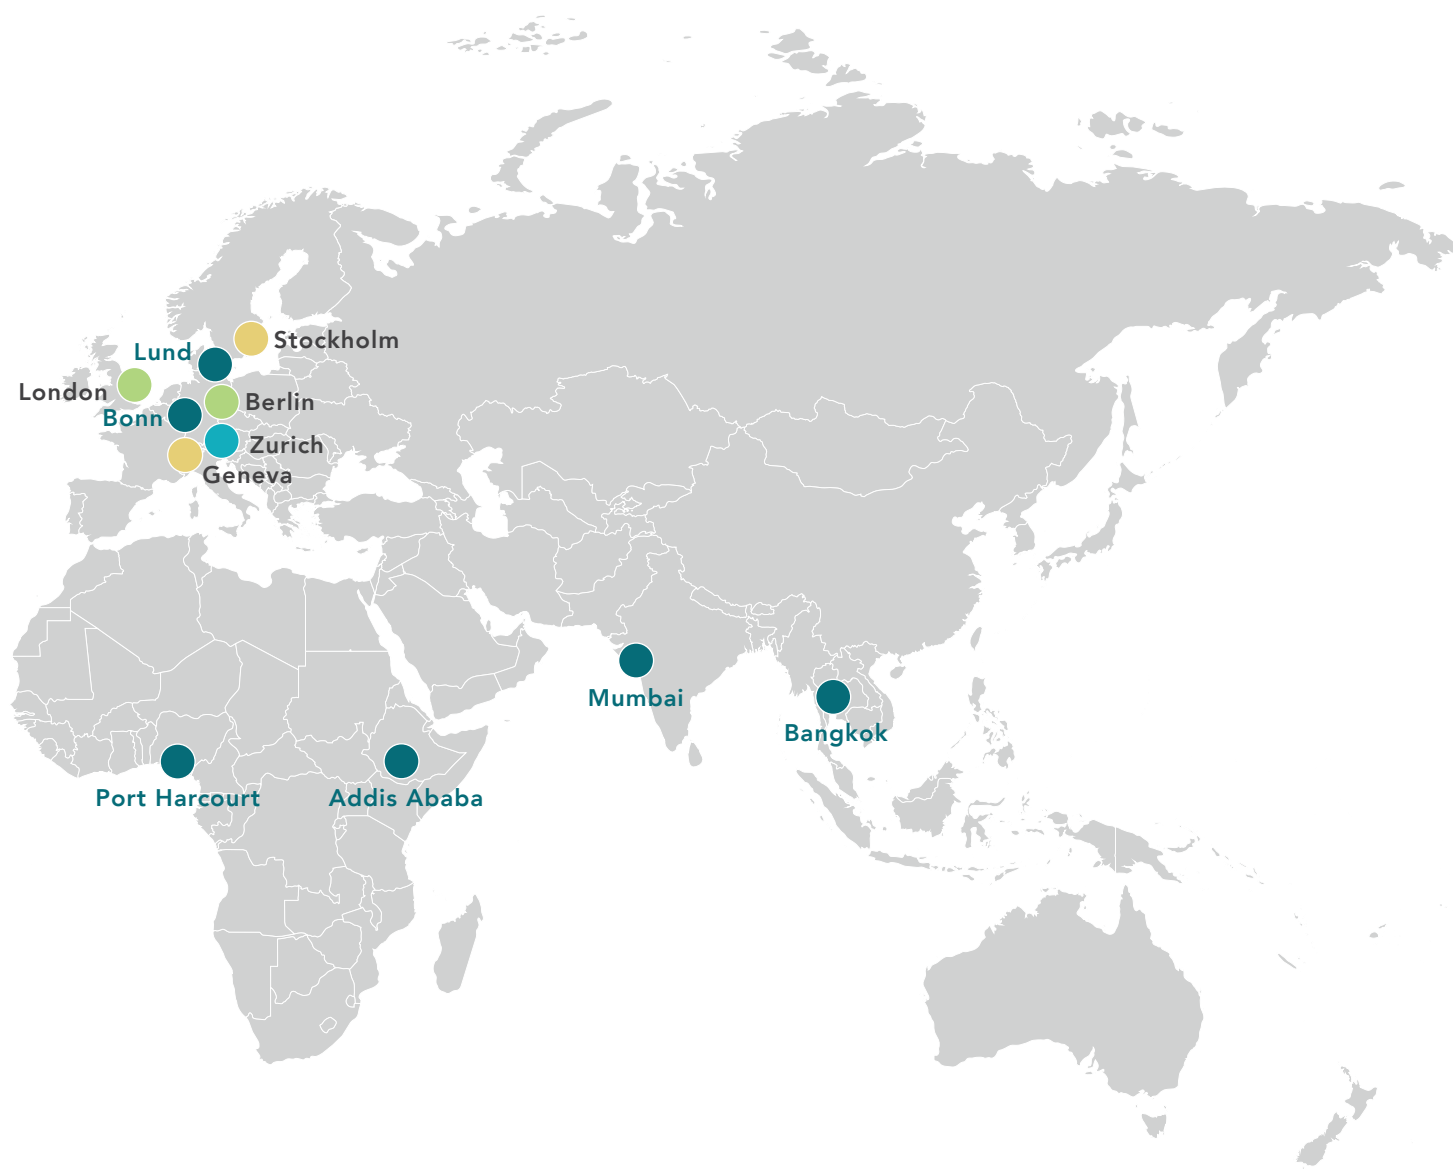 Stockholm
Lund
London
Berlin
Bonn
Zurich
Geneva
Mumbai
Bangkok
Port Harcourt
Addis Ababa